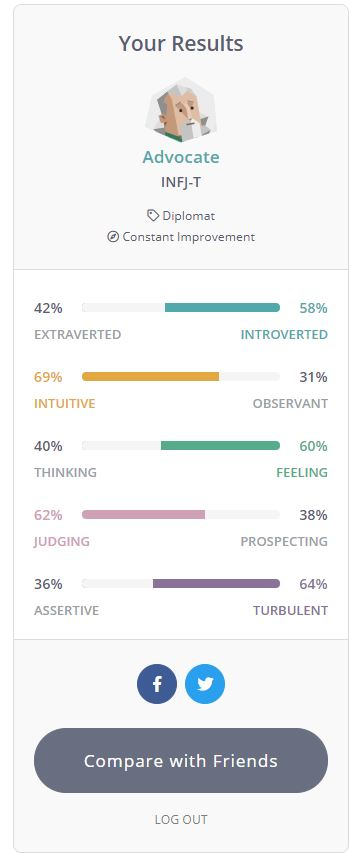 Your Results
Advocate
INFJ-T
Diplomat
Constant Improvement
42% 58%
EXTRAVERTED INTROVERTED
69% 31%
INTUITIVE OBSERVANT
40% 60%
THINKING FEELING
62% 38%
JUDGING PROSPECTING
36% 64%
ASSERTIVE TURBULENT
Compare with Friends
LOG OUT